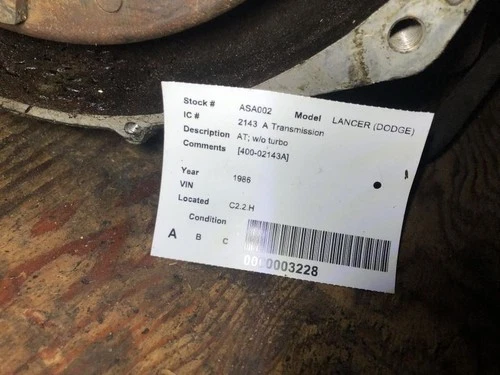 Stock # ASA002 Model LANCER (DODGE)
IC # 2143 A Transmission
Description AT; w/o turbo
Comments [400-02143A]
Year 1986
VIN
Located C2.2.H
Condition
A B C
0000003228